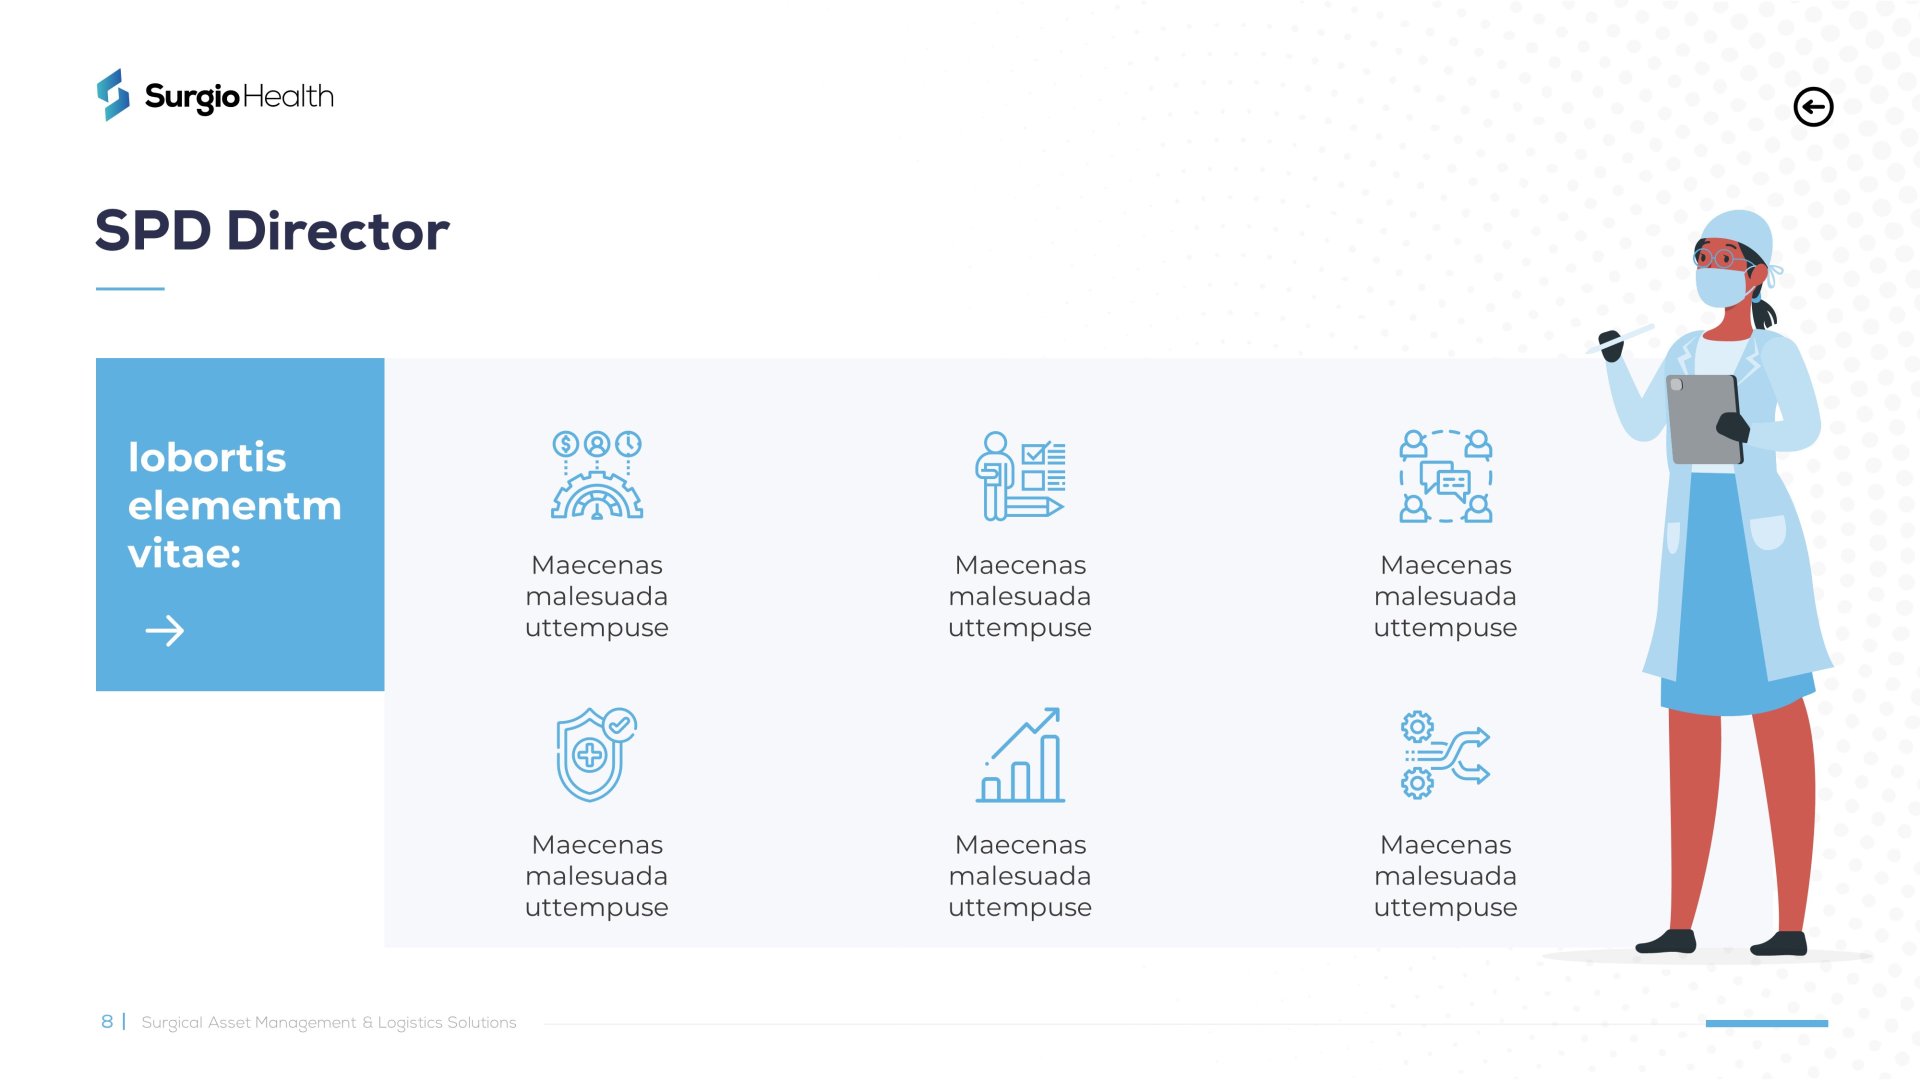 SurgioHealth
SPD Director
lobortis
elementm
vitae:
Maecenas
malesuada
uttempuse
Maecenas
malesuada
uttempuse
Maecenas
malesuada
uttempuse
Maecenas
malesuada
uttempuse
Maecenas
malesuada
uttempuse
Maecenas
malesuada
uttempuse
8 | Surgical Asset Management & Logistics Solutions